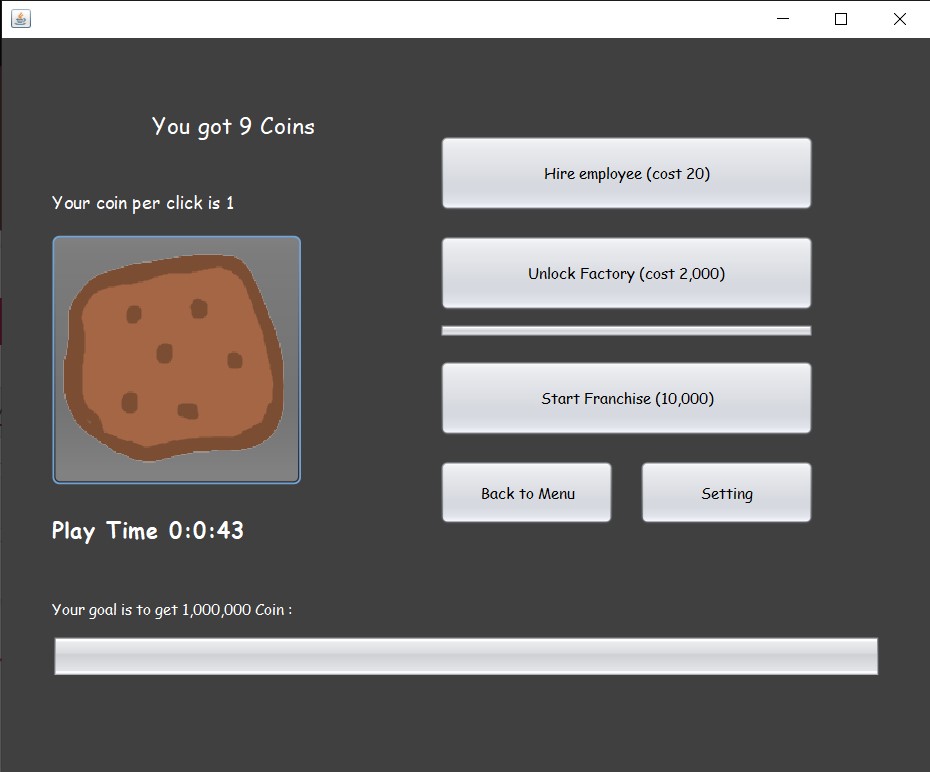 You got 9 Coins
Your coin per click is 1
Play Time 0:0:43
Hire employee (cost 20)
Unlock Factory (cost 2,000)
Start Franchise (10,000)
Back to Menu
Setting
Your goal is to get 1,000,000 Coin :